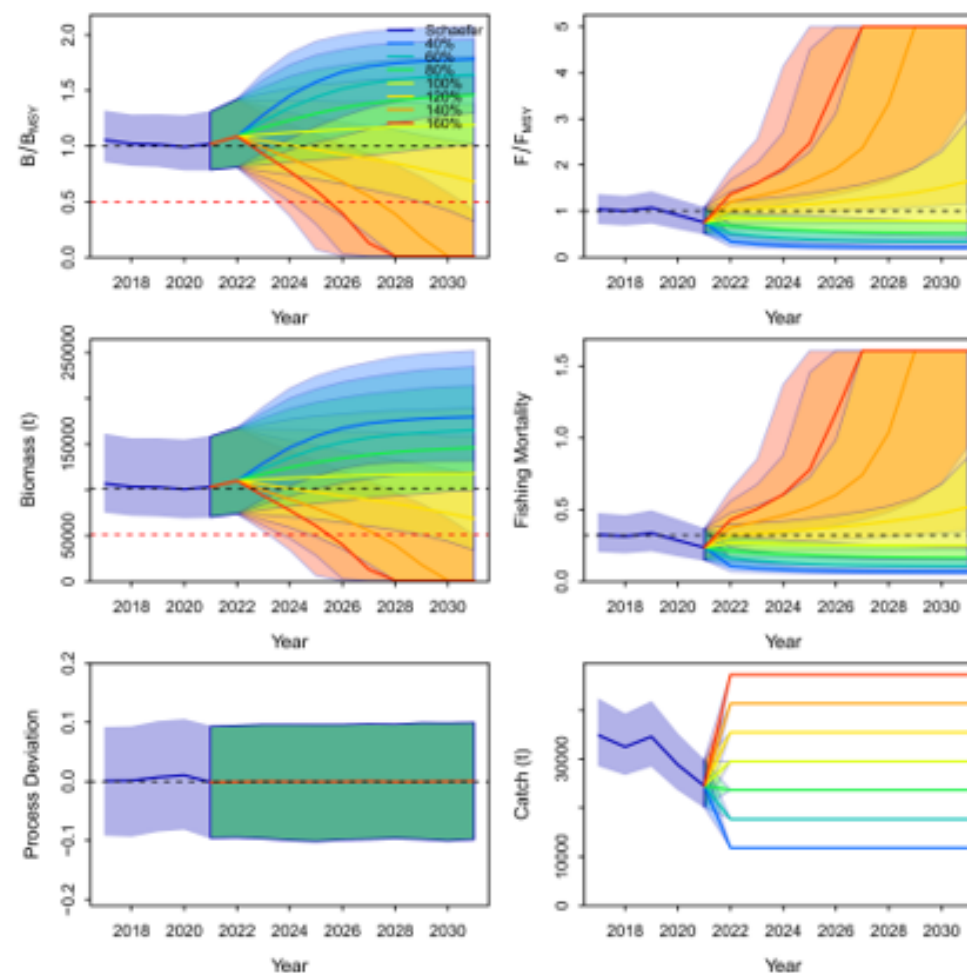 B/BMSY
2.0
1.5
1.0
0.5
0.0
Schaefer
40%
60%
80%
100%
120%
140%
160%
2018 2020 2022 2024 2026 2028 2030
Year
F/FMSY
5
4
3
2
1
0
2018 2020 2022 2024 2026 2028 2030
Year
Biomass (t)
250000
150000
50000
0
2018 2020 2022 2024 2026 2028 2030
Year
Fishing Mortality
1.5
1.0
0.5
0.0
2018 2020 2022 2024 2026 2028 2030
Year
Process Deviation
0.2
0.1
0.0
−0.1
−0.2
2018 2020 2022 2024 2026 2028 2030
Year
Catch (t)
30000
10000
0
2018 2020 2022 2024 2026 2028 2030
Year